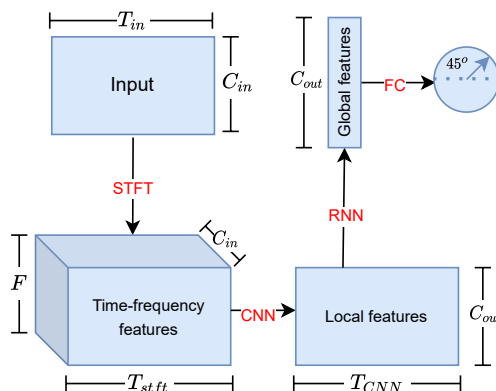 T_in
Input
C_in
STFT
C_in
F
Time-frequency
features
T_stft
CNN
Local features
C_ou
T_CNN
RNN
C_out
Global features
FC
45^o